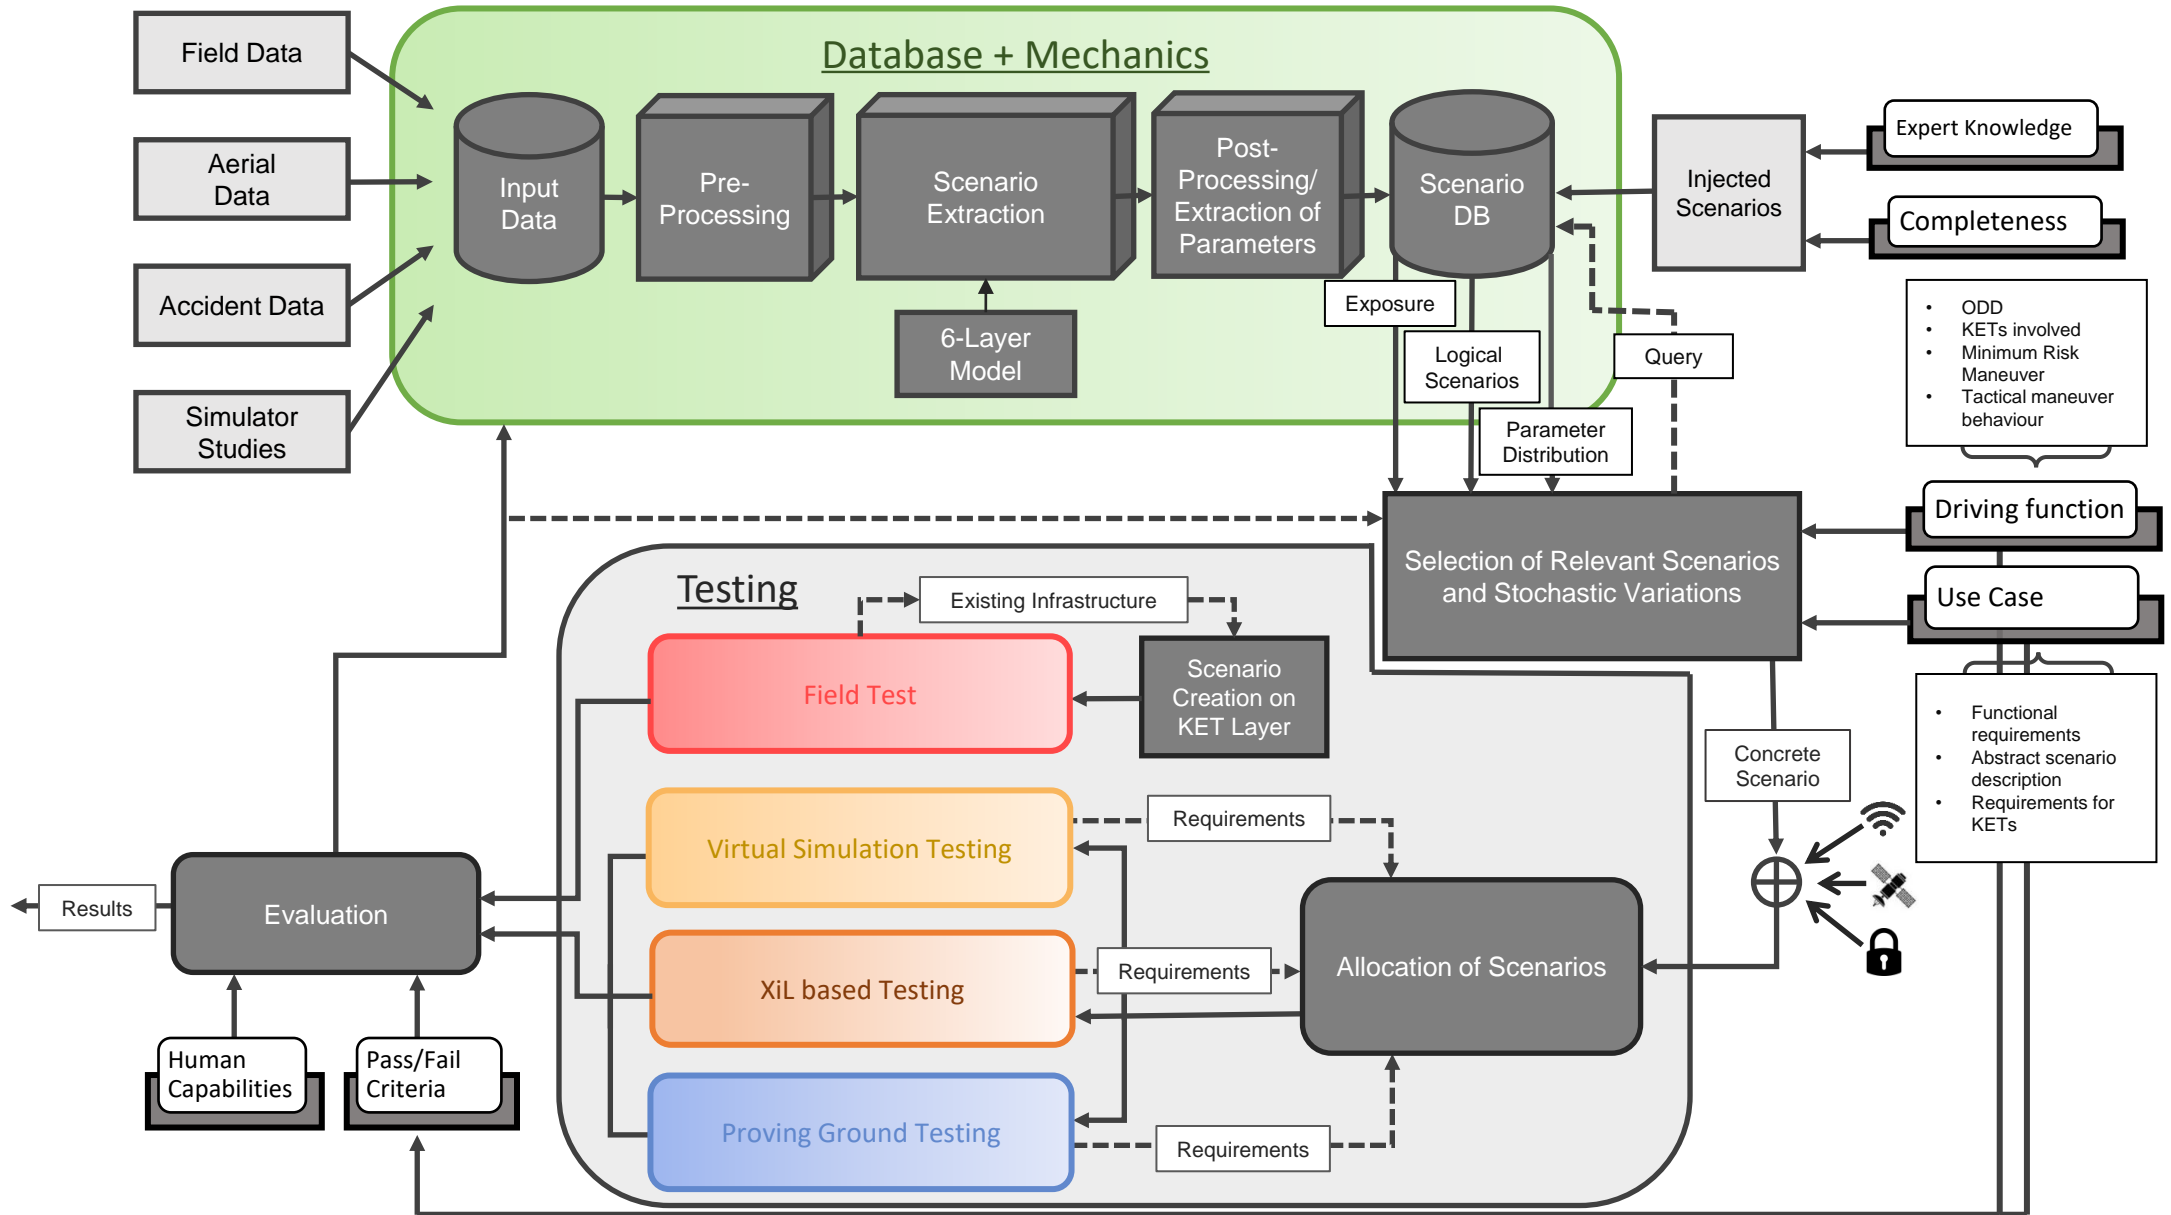 Field Data
Aerial
Data
Accident Data
Simulator
Studies
Database + Mechanics
Input
Data
Pre-
Processing
Scenario
Extraction
6-Layer
Model
Post-
Processing/
Extraction of
Parameters
Scenario
DB
Injected
Scenarios
Expert Knowledge
Completeness
Exposure
Logical
Scenarios
Parameter
Distribution
Query
• ODD
• KETs involved
• Minimum Risk
Maneuver
• Tactical maneuver
behaviour
Driving function
Use Case
• Functional
requirements
• Abstract scenario
description
• Requirements for
KETs
Selection of Relevant Scenarios
and Stochastic Variations
Concrete
Scenario
Testing
Existing Infrastructure
Field Test
Scenario
Creation on
KET Layer
Virtual Simulation Testing
Requirements
XiL based Testing
Requirements
Allocation of Scenarios
Proving Ground Testing
Requirements
Results
Evaluation
Human
Capabilities
Pass/Fail
Criteria